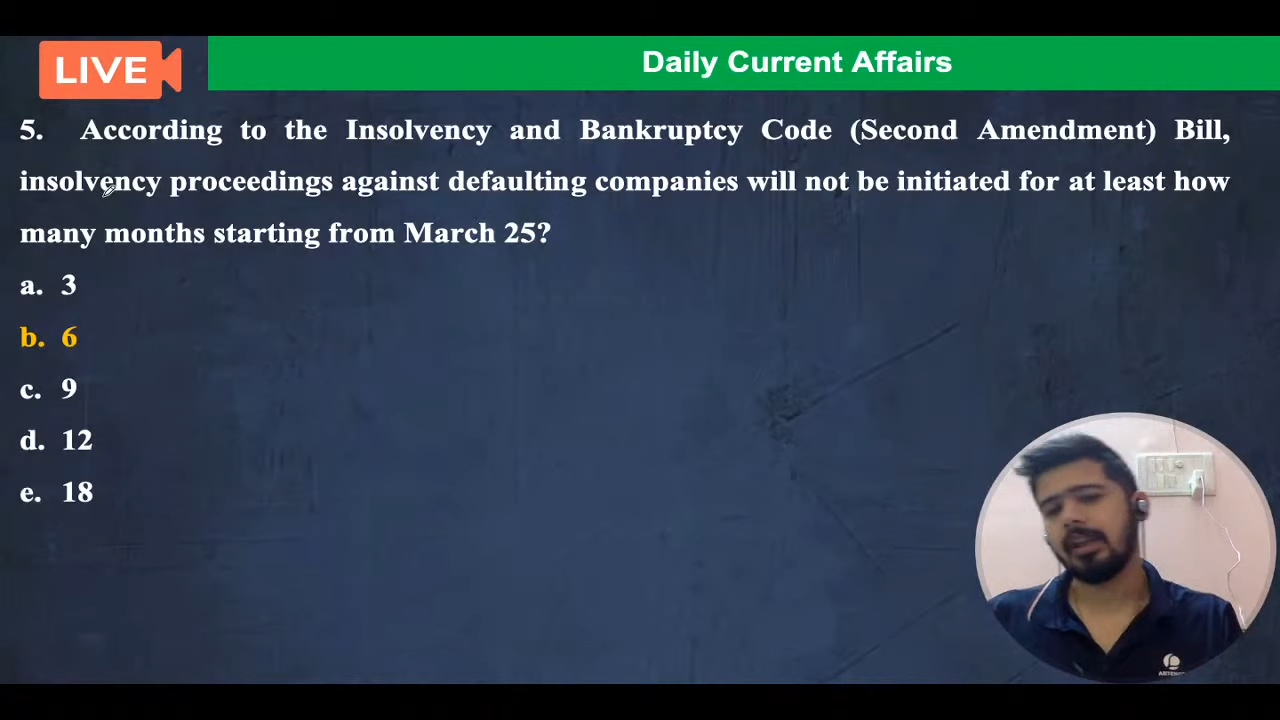 LIVE
Daily Current Affairs
5. According to the Insolvency and Bankruptcy Code (Second Amendment) Bill,
insolvency proceedings against defaulting companies will not be initiated for at least how
many months starting from March 25?
a. 3
b. 6
c. 9
d. 12
e. 18